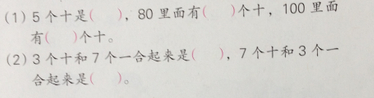 (1) 5 个十是(    )，80 里面有(    )个十，100 里面
有(    )个十。
(2) 3 个十和 7 个一合起来是(    )，7 个十和 3 个一
合起来是(    )。